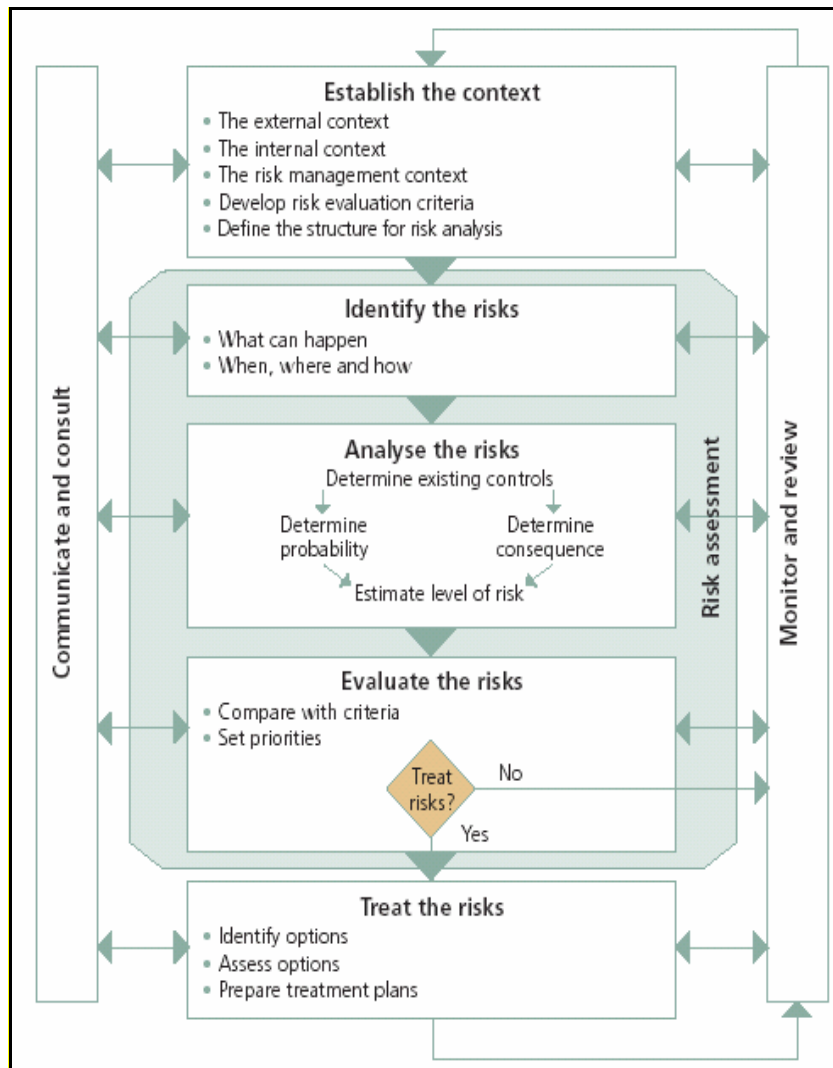 Establish the context
• The external context
• The internal context
• The risk management context
• Develop risk evaluation criteria
• Define the structure for risk analysis
Identify the risks
• What can happen
• When, where and how
Analyse the risks
Determine existing controls
Determine
probability
Determine
consequence
Estimate level of risk
Evaluate the risks
• Compare with criteria
• Set priorities
Treat
risks?
No
Yes
Treat the risks
• Identify options
• Assess options
• Prepare treatment plans
Communicate and consult
Risk assessment
Monitor and review